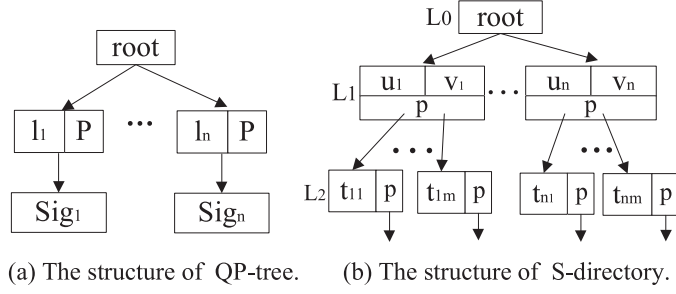 root
l1 P ... ln P
Sig1 Sign
(a) The structure of QP-tree.
L0 root
L1 u1 v1 ... un vn
p p
... ...
L2 t11 p t1m p tn1 p tnm p
(b) The structure of S-directory.